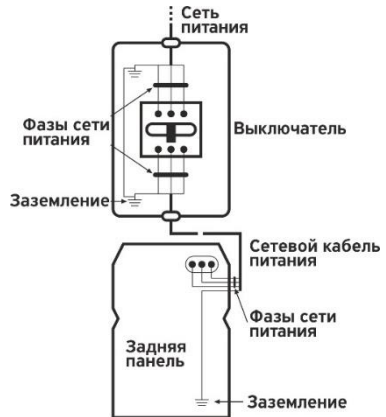 Сеть
питания
Фазы сети
питания
Выключатель
Заземление
Сетевой кабель
питания
Фазы сети
питания
Задняя
панель
Заземление